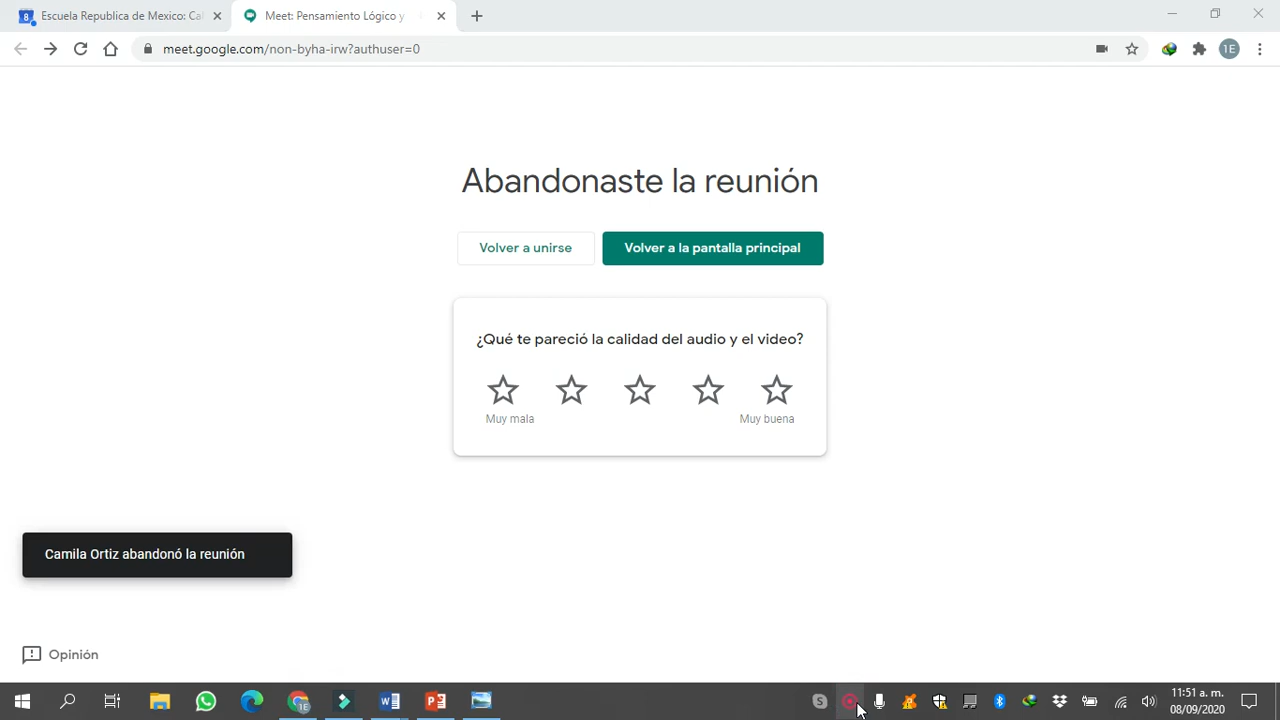 Escuela Republica de Mexico: Cal
Meet: Pensamiento Lógico y
meet.google.com/non-byha-irw?authuser=0
1E
Abandonaste la reunión
Volver a unirse
Volver a la pantalla principal
¿Qué te pareció la calidad del audio y el video?
Muy mala
Muy buena
Camila Ortiz abandonó la reunión
Opinión
11:51 a. m.
08/09/2020